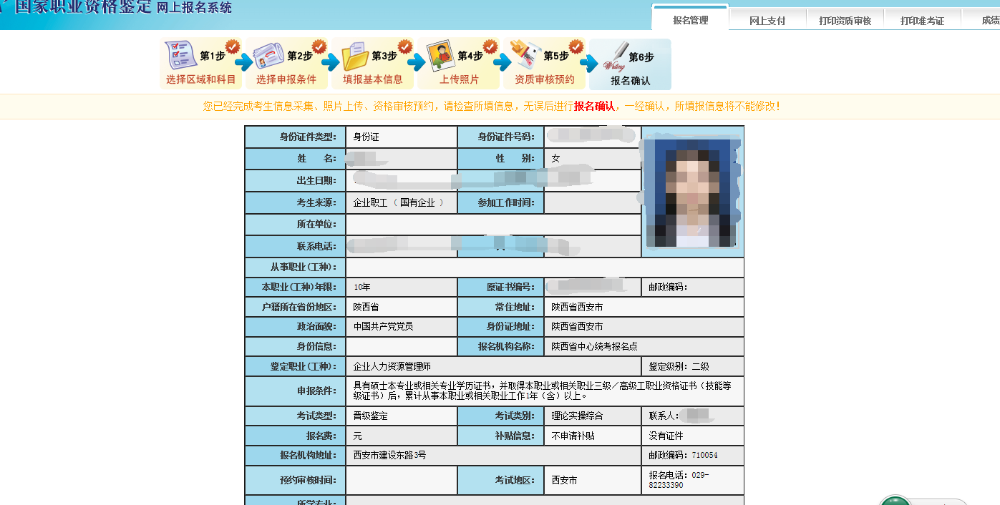 国家职业资格鉴定 网上报名系统
报名管理 网上支付 打印资质审核 打印准考证 成绩
第1步 第2步 第3步 第4步 第5步 Writing 第6步
选择区域和科目 选择申报条件 填报基本信息 上传照片 资质审核预约 报名确认
您已经完成考生信息采集、照片上传、资格审核预约，请检查所填信息，无误后进行报名确认，一经确认，所填报信息将不能修改！
身份证件类型： 身份证 身份证件号码：
姓 名： 性 别： 女
出生日期：
考生来源： 企业职工 （ 国有企业 ） 参加工作时间：
所在单位：
联系电话：
从事职业(工种)：
本职业(工种)年限： 10年 原证书编号： 邮政编码：
户籍所在省份地区： 陕西省 常住地址： 陕西省西安市
政治面貌： 中国共产党党员 身份证地址： 陕西省西安市
身份信息： 报名机构名称： 陕西省中心统考报名点
鉴定职业(工种)： 企业人力资源管理师 鉴定级别：二级
申报条件： 具有硕士本专业或相关专业学历证书，并取得本职业或相关职业三级／高级工职业资格证书（技能等
级证书）后，累计从事本职业或相关职业工作1年（含）以上。
考试类型： 晋级鉴定 考试类别： 理论实操综合 联系人：
报名费： 元 补贴信息： 不申请补贴 没有证件
报名机构地址： 西安市建设东路3号 邮政编码：710054
预约审核时间： 考试地区： 西安市 报名电话：029-
82233390
所学专业：